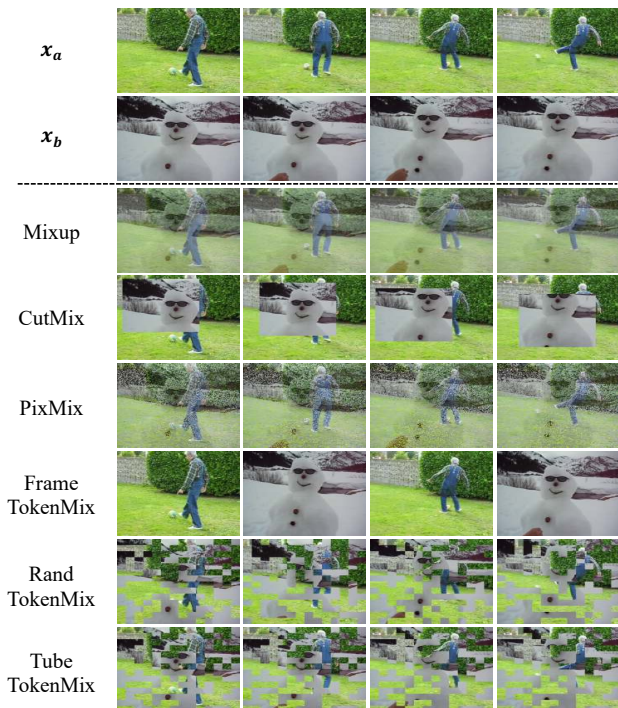 x_a
x_b
Mixup
CutMix
PixMix
Frame
TokenMix
Rand
TokenMix
Tube
TokenMix